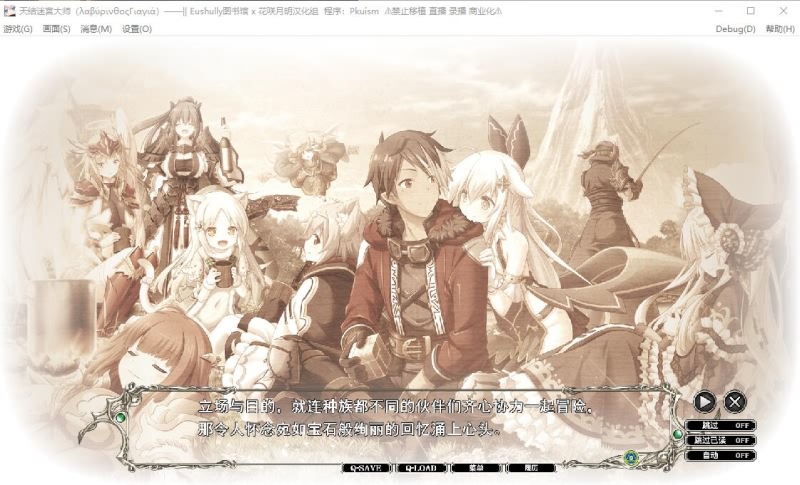 天结迷宫大师（λαβύρινθοςΓιαγιά）——|| Eushully图书馆 x 花咲月明汉化组 程序：Pkuism ⚠禁止移植 直播 录播 商业化⚠
游戏(G) 画面(S) 消息(M) 设置(O) Debug(D) 帮助(H)
立场与目的，就连种族都不同的伙伴们齐心协力一起冒险，
那令人怀念宛如宝石般绚丽的回忆涌上心头。
跳过 OFF
跳过已读 OFF
自动 OFF
Q-SAVE Q-LOAD 菜单 履历